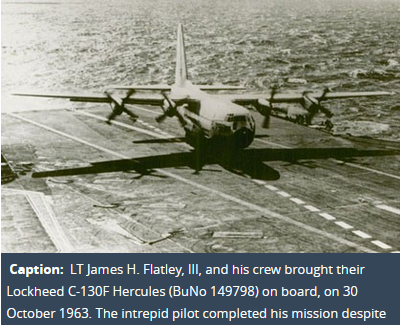 Caption: LT James H. Flatley, III, and his crew brought their
Lockheed C-130F Hercules (BuNo 149798) on board, on 30
October 1963. The intrepid pilot completed his mission despite